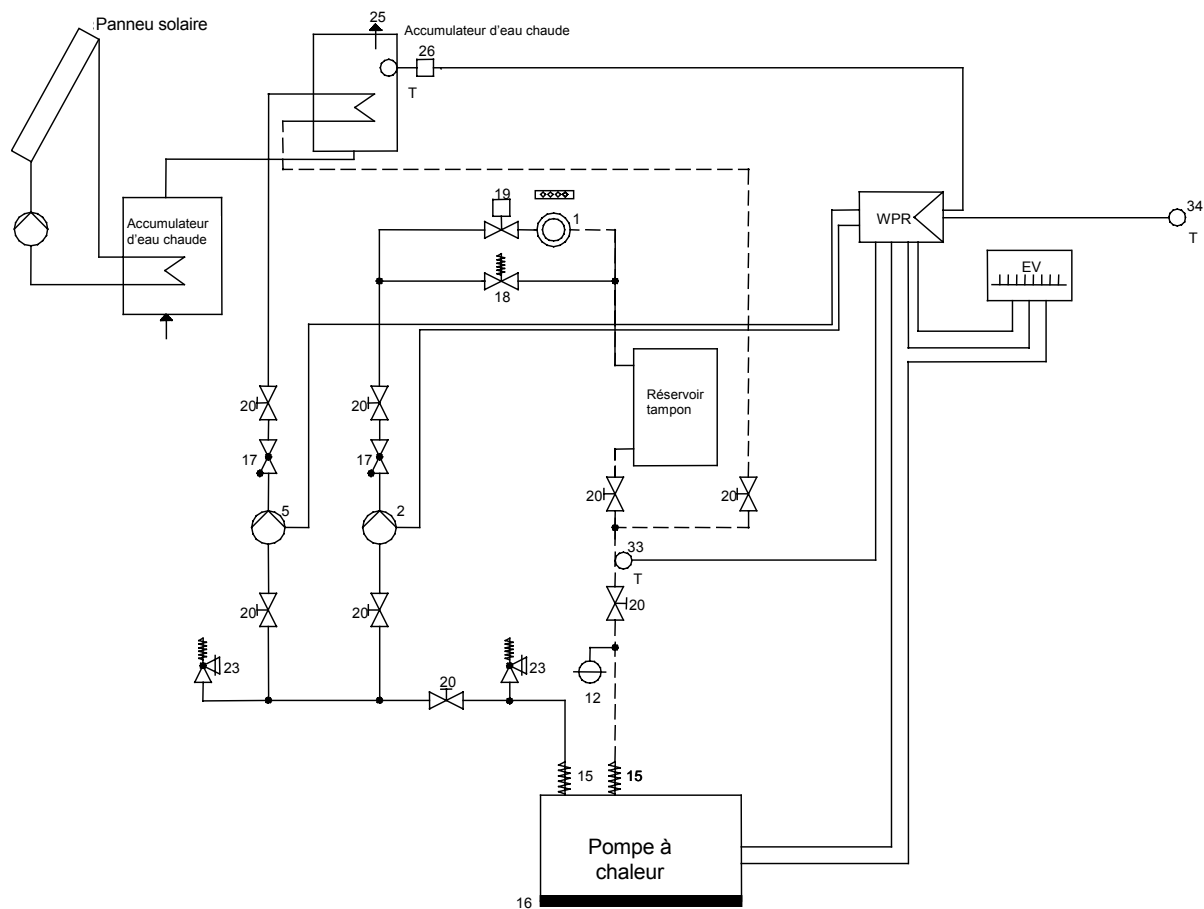 Panneu solaire
25
Accumulateur d'eau chaude
26
T
19
1
34
WPR
T
Accumulateur
d'eau chaude
EV
18
Réservoir
tampon
20
20
17
17
20
20
5
2
33
T
20
20
20
23
23
20
12
15
15
Pompe à
chaleur
16